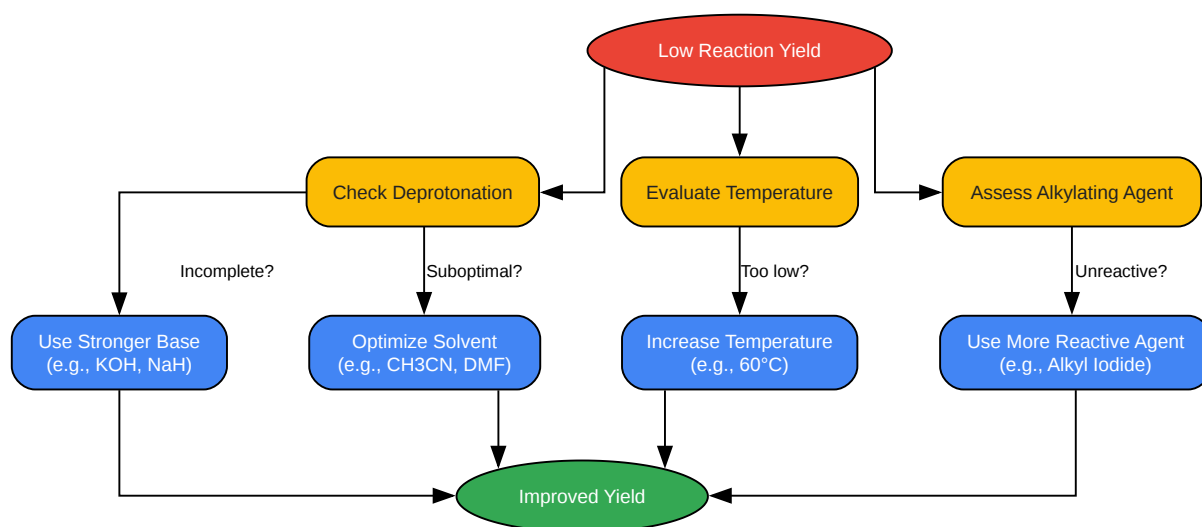 Low Reaction Yield
Check Deprotonation
Evaluate Temperature
Assess Alkylating Agent
Incomplete?
Suboptimal?
Too low?
Unreactive?
Use Stronger Base
(e.g., KOH, NaH)
Optimize Solvent
(e.g., CH3CN, DMF)
Increase Temperature
(e.g., 60°C)
Use More Reactive Agent
(e.g., Alkyl Iodide)
Improved Yield